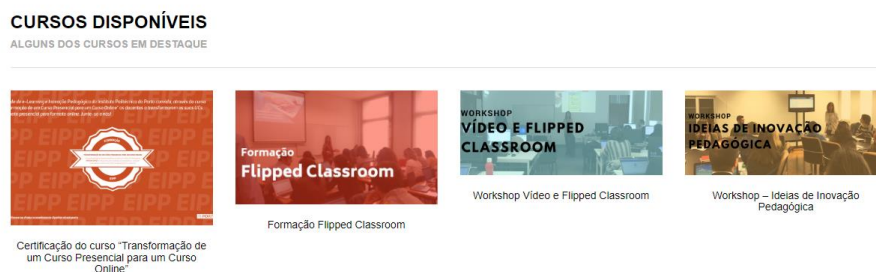 CURSOS DISPONÍVEIS
ALGUNS DOS CURSOS EM DESTAQUE
EIPP EIPP EIPP
Certificação do curso “Transformação de
um Curso Presencial para um Curso
Online”
Formação
Flipped Classroom
Formação Flipped Classroom
WORKSHOP
VÍDEO E FLIPPED
CLASSROOM
Workshop Vídeo e Flipped Classroom
WORKSHOP
IDEIAS DE INOVAÇÃO
PEDAGÓGICA
Workshop – Ideias de Inovação
Pedagógica